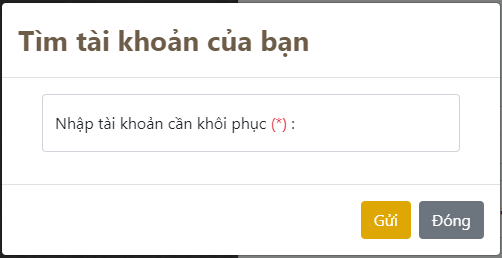 Tìm tài khoản của bạn
Nhập tài khoản cần khôi phục (*) :
Gửi Đóng